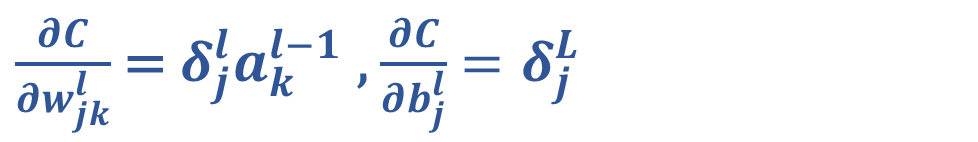 ∂C/∂w^l_{jk} = δ^l_j a^{l−1}_k , ∂C/∂b^l_j = δ^L_j